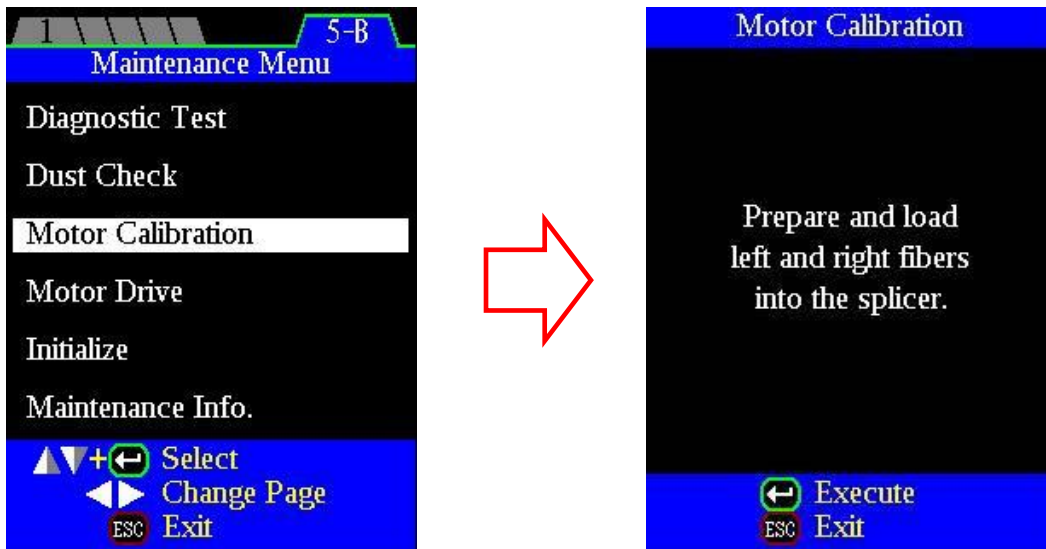 1
5-B
Maintenance Menu
Diagnostic Test
Dust Check
Motor Calibration
Motor Drive
Initialize
Maintenance Info.
+ Select
Change Page
ESC Exit
Motor Calibration
Prepare and load
left and right fibers
into the splicer.
Execute
ESC Exit